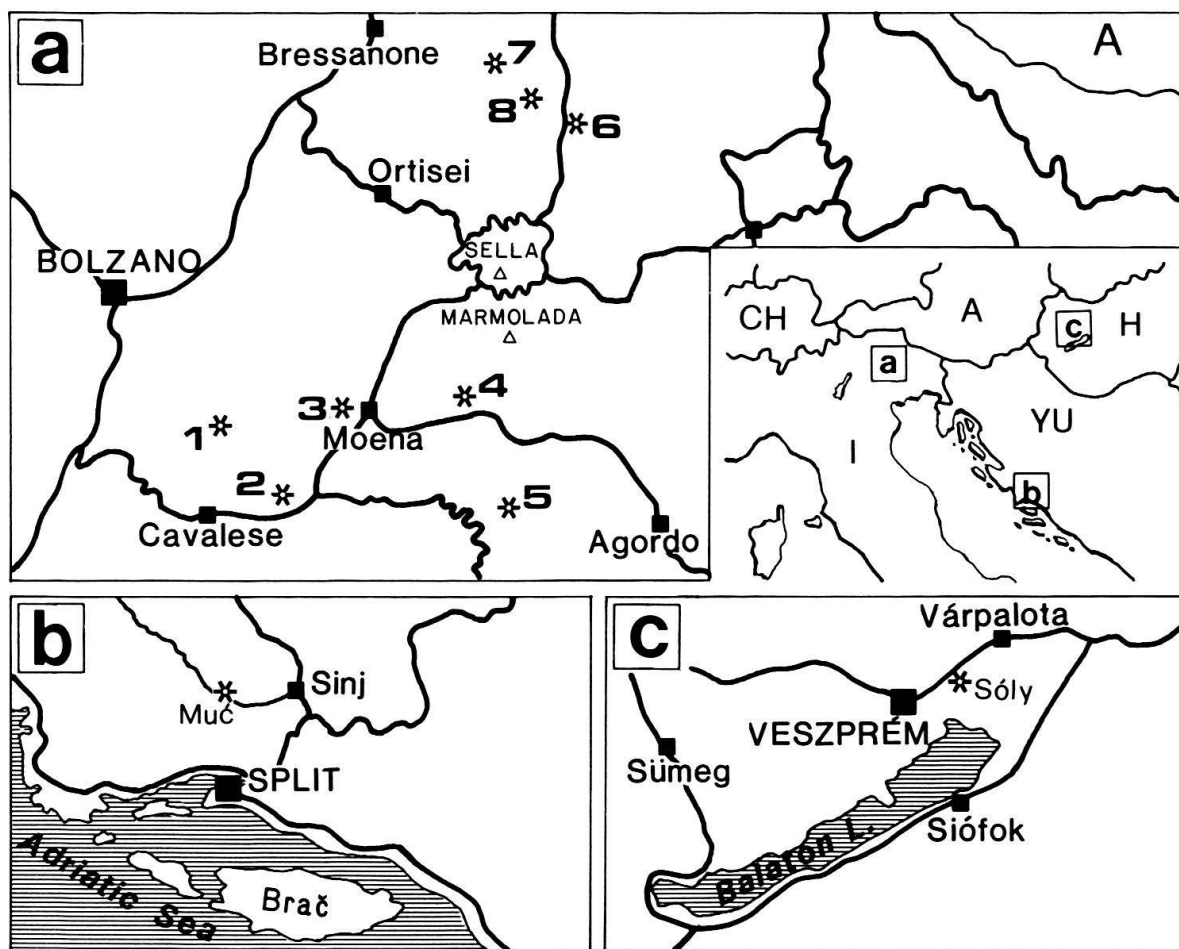 a
Bressanone
7
8
6
A
Ortisei
SELLA
BOLZANO
MARMOLADA
3
4
Moena
1
2
5
Cavalese
Agordo
CH
A
c
H
a
YU
I
b
b
Sinj
Muć
SPLIT
Adriatic Sea
Brač
c
Várpalota
Sóly
VESZPRÉM
Sümeg
Siófok
Balaton L.